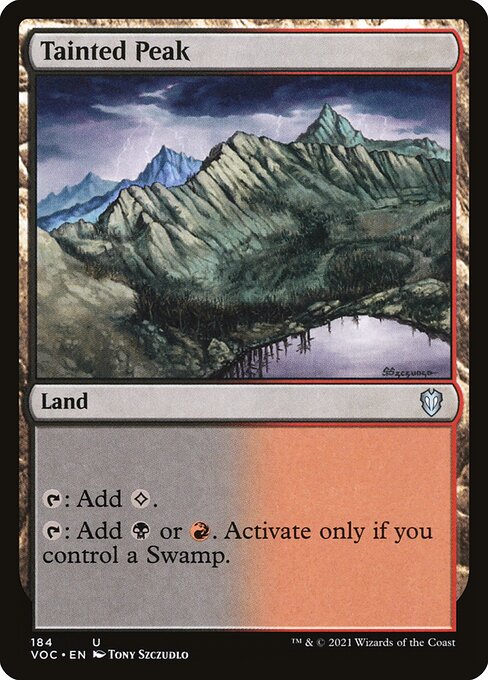 Tainted Peak
Land
: Add .
: Add or . Activate only if you
control a Swamp.
184 U
VOC • EN Tony Szczudlo
™ & © 2021 Wizards of the Coast